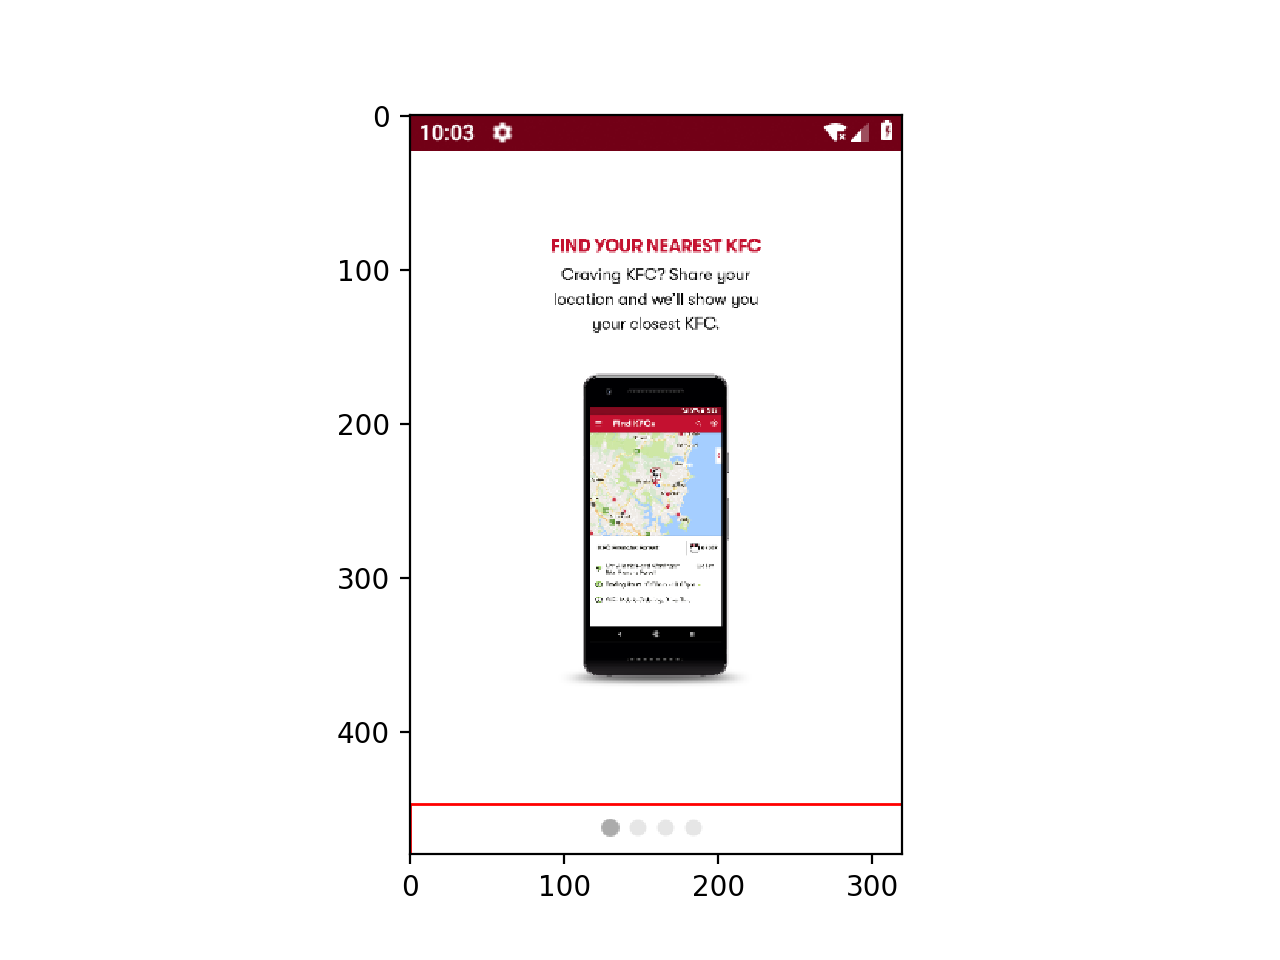 0
100
200
300
400
10:03
FIND YOUR NEAREST KFC
Craving KFC? Share your
location and we'll show you
your closest KFC.
Find KFCs
0
100
200
300